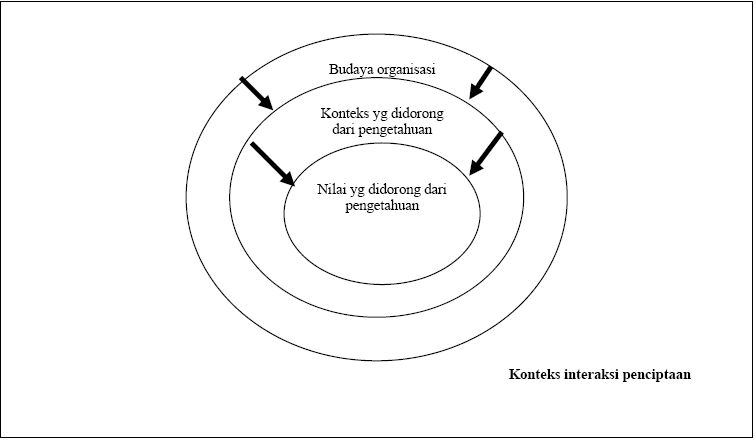 Budaya organisasi
Konteks yg didorong
dari pengetahuan
Nilai yg didorong dari
pengetahuan
Konteks interaksi penciptaan